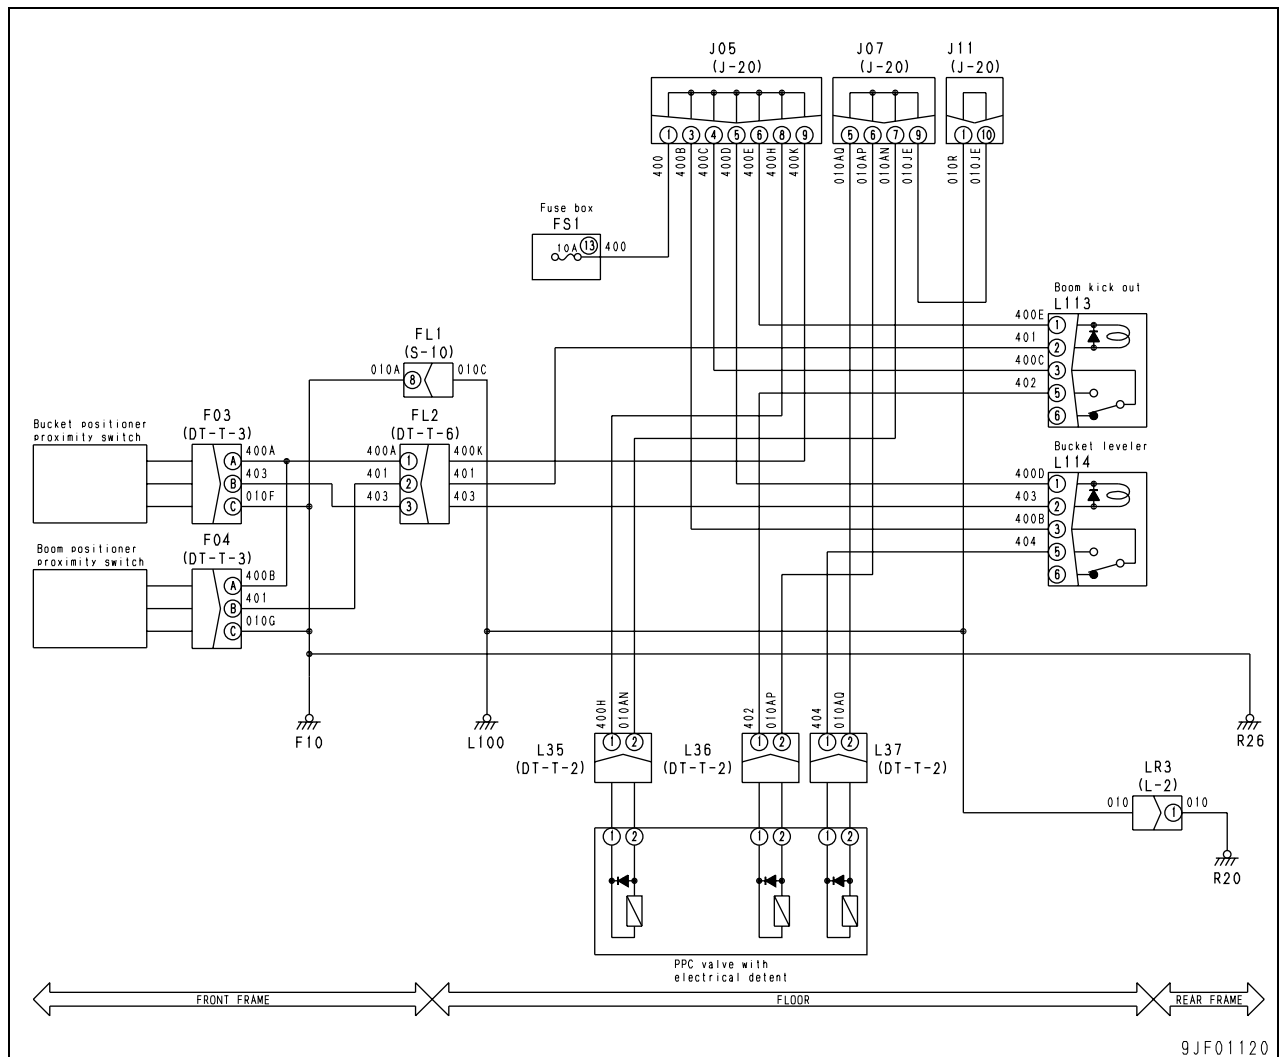 J05
(J-20)
J07
(J-20)
J11
(J-20)
1 3 4 5 6 8 9
5 6 7 9
1 10
400
400B
400C
400D
400E
400H
400K
010AQ
010AP
010AN
010JE
010R
010JE
Fuse box
FS1
10A 13 400
Boom kick out
L113
400E 1
401 2
400C 3
402 5
6
FL1
(S-10)
010A 8 010C
FL2
(DT-T-6)
400A 1 400K
401 2 401
403 3 403
Bucket positioner
proximity switch
F03
(DT-T-3)
A 400A
B 403
C 010F
Bucket leveler
L114
400D 1
403 2
400B 3
404 5
6
Boom positioner
proximity switch
F04
(DT-T-3)
A 400B
B 401
C 010G
F10
L100
R26
400H
010AN
402
010AP
404
010AQ
L35
(DT-T-2)
1 2
L36
(DT-T-2)
1 2
L37
(DT-T-2)
1 2
LR3
(L-2)
010 1 010
R20
1 2
1 2
1 2
PPC valve with
electrical detent
FRONT FRAME
FLOOR
REAR FRAME
9JF01120